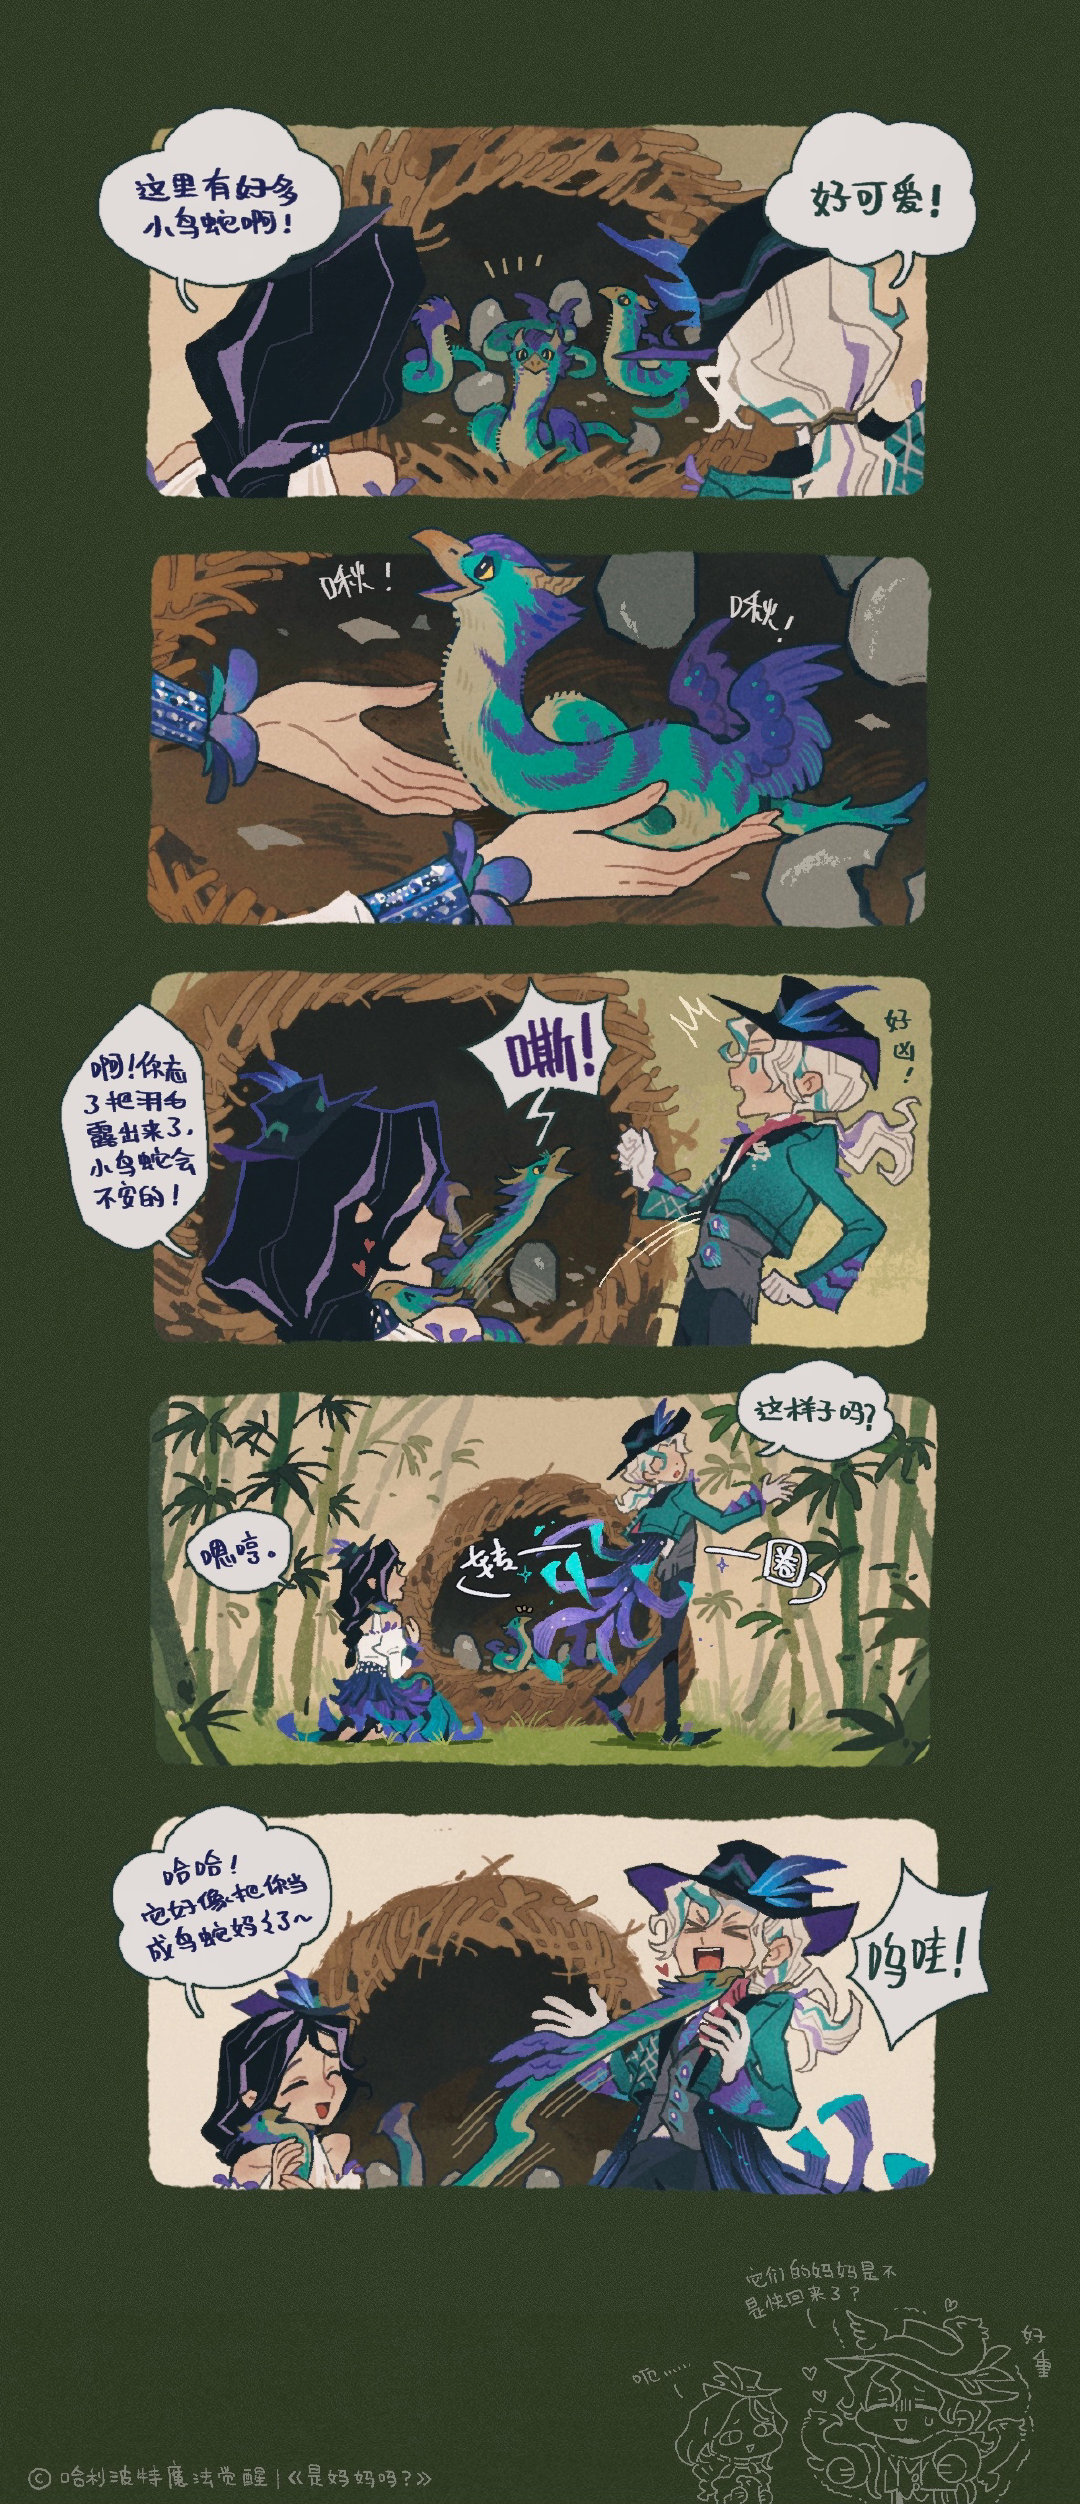 这里有好多
小鸟蛇啊！
好可爱！
啾！
啾！
啊！你忘
了把羽毛
露出来了，
小鸟蛇会
不安的！
嘶！
好凶！
这样子吗？
嗯哼。
转一
一圈
哈哈！
它好像把你当
成鸟蛇妈妈了~
呜哇！
它们的妈妈是不
是快回来了？
好重
呃……
© 哈利波特魔法觉醒 |《是妈妈吗？》